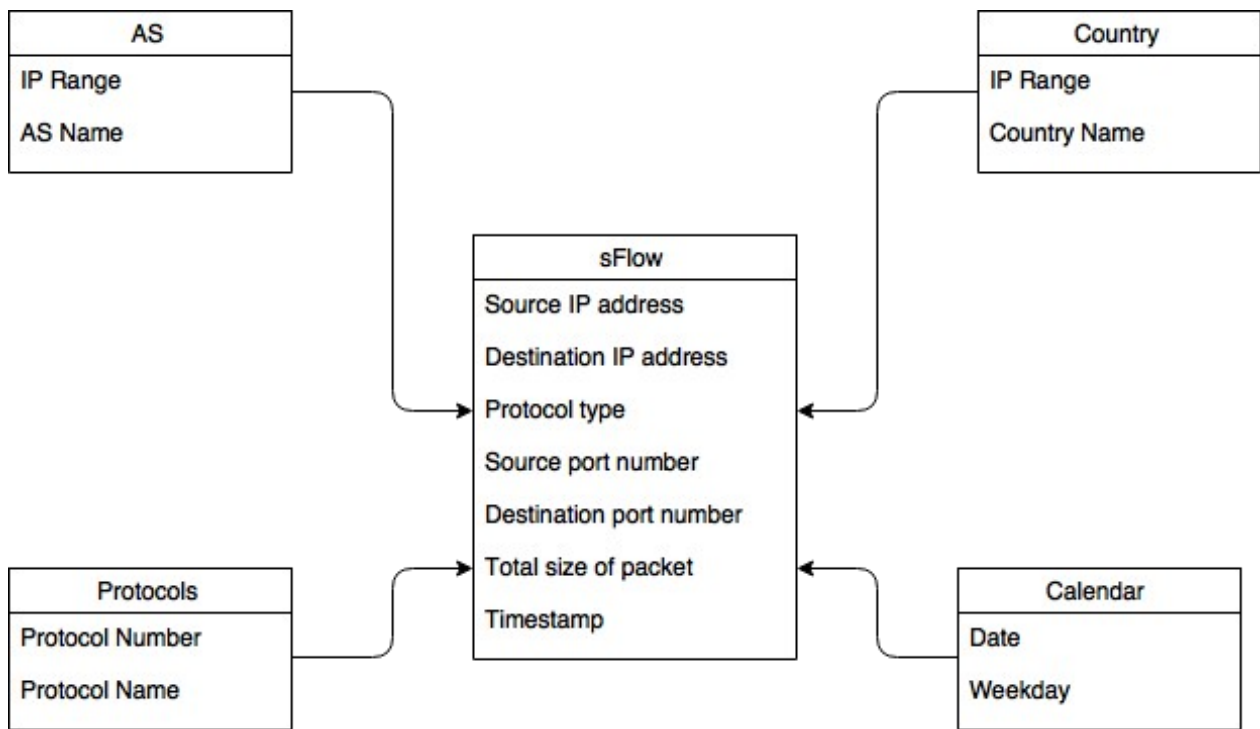 AS
IP Range
AS Name
Country
IP Range
Country Name
sFlow
Source IP address
Destination IP address
Protocol type
Source port number
Destination port number
Total size of packet
Timestamp
Protocols
Protocol Number
Protocol Name
Calendar
Date
Weekday